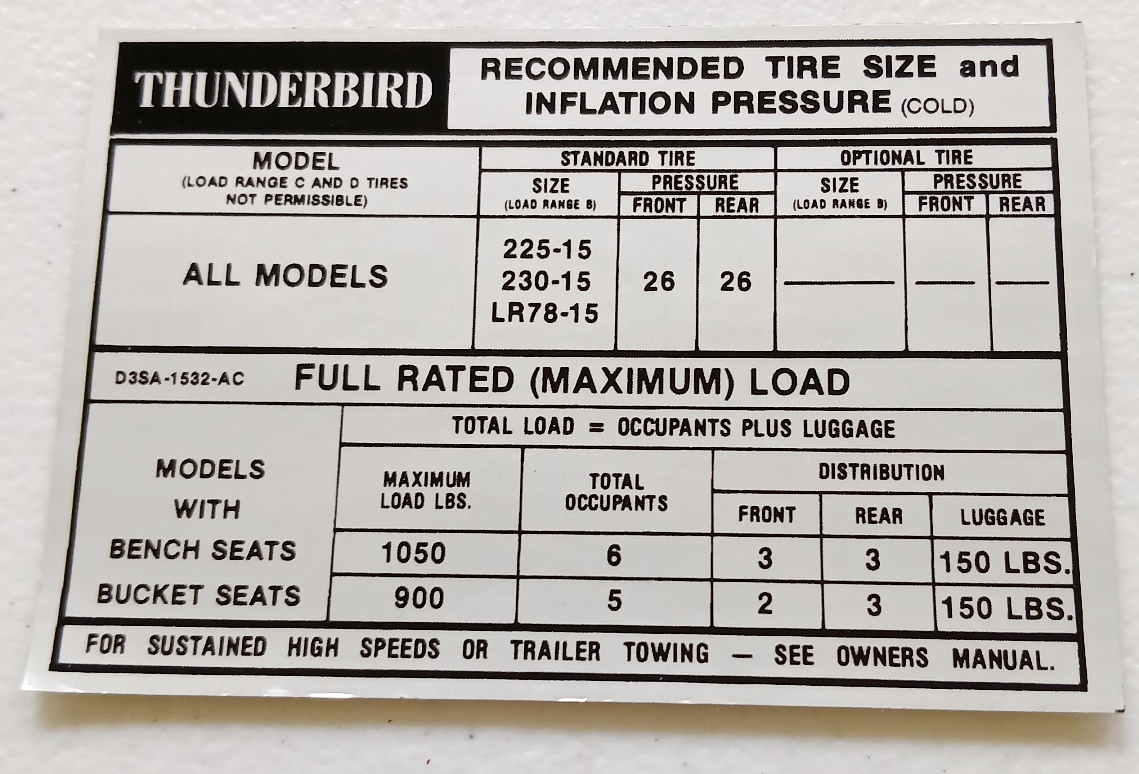 THUNDERBIRD
RECOMMENDED TIRE SIZE and
INFLATION PRESSURE (COLD)
MODEL
(LOAD RANGE C AND D TIRES
NOT PERMISSIBLE)
STANDARD TIRE
OPTIONAL TIRE
SIZE
(LOAD RANGE B)
PRESSURE
FRONT REAR
SIZE
(LOAD RANGE B)
PRESSURE
FRONT REAR
ALL MODELS
225-15
230-15
LR78-15
26 26
D3SA-1532-AC FULL RATED (MAXIMUM) LOAD
TOTAL LOAD = OCCUPANTS PLUS LUGGAGE
MODELS
WITH
MAXIMUM
LOAD LBS.
TOTAL
OCCUPANTS
DISTRIBUTION
FRONT REAR LUGGAGE
BENCH SEATS 1050 6 3 3 150 LBS.
BUCKET SEATS 900 5 2 3 150 LBS.
FOR SUSTAINED HIGH SPEEDS OR TRAILER TOWING — SEE OWNERS MANUAL.